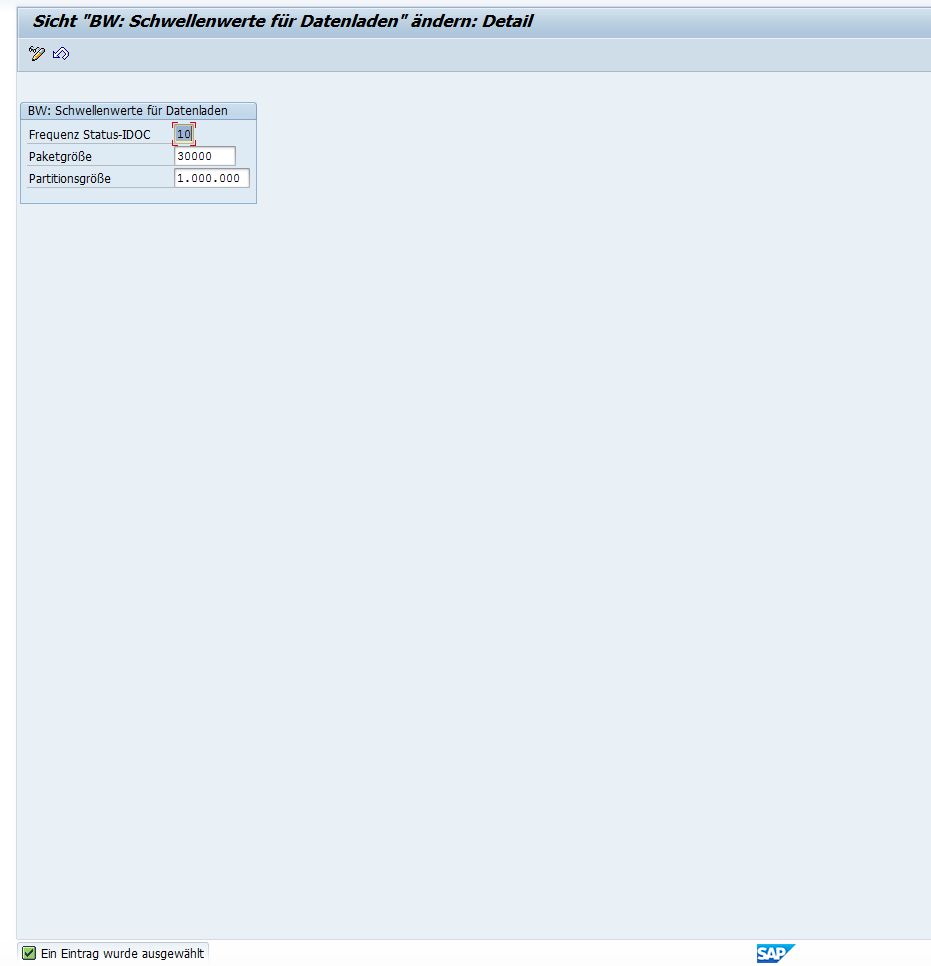 Sicht "BW: Schwellenwerte für Datenladen" ändern: Detail
BW: Schwellenwerte für Datenladen
Frequenz Status-IDOC 10
Paketgröße 30000
Partitionsgröße 1.000.000
Ein Eintrag wurde ausgewählt
SAP